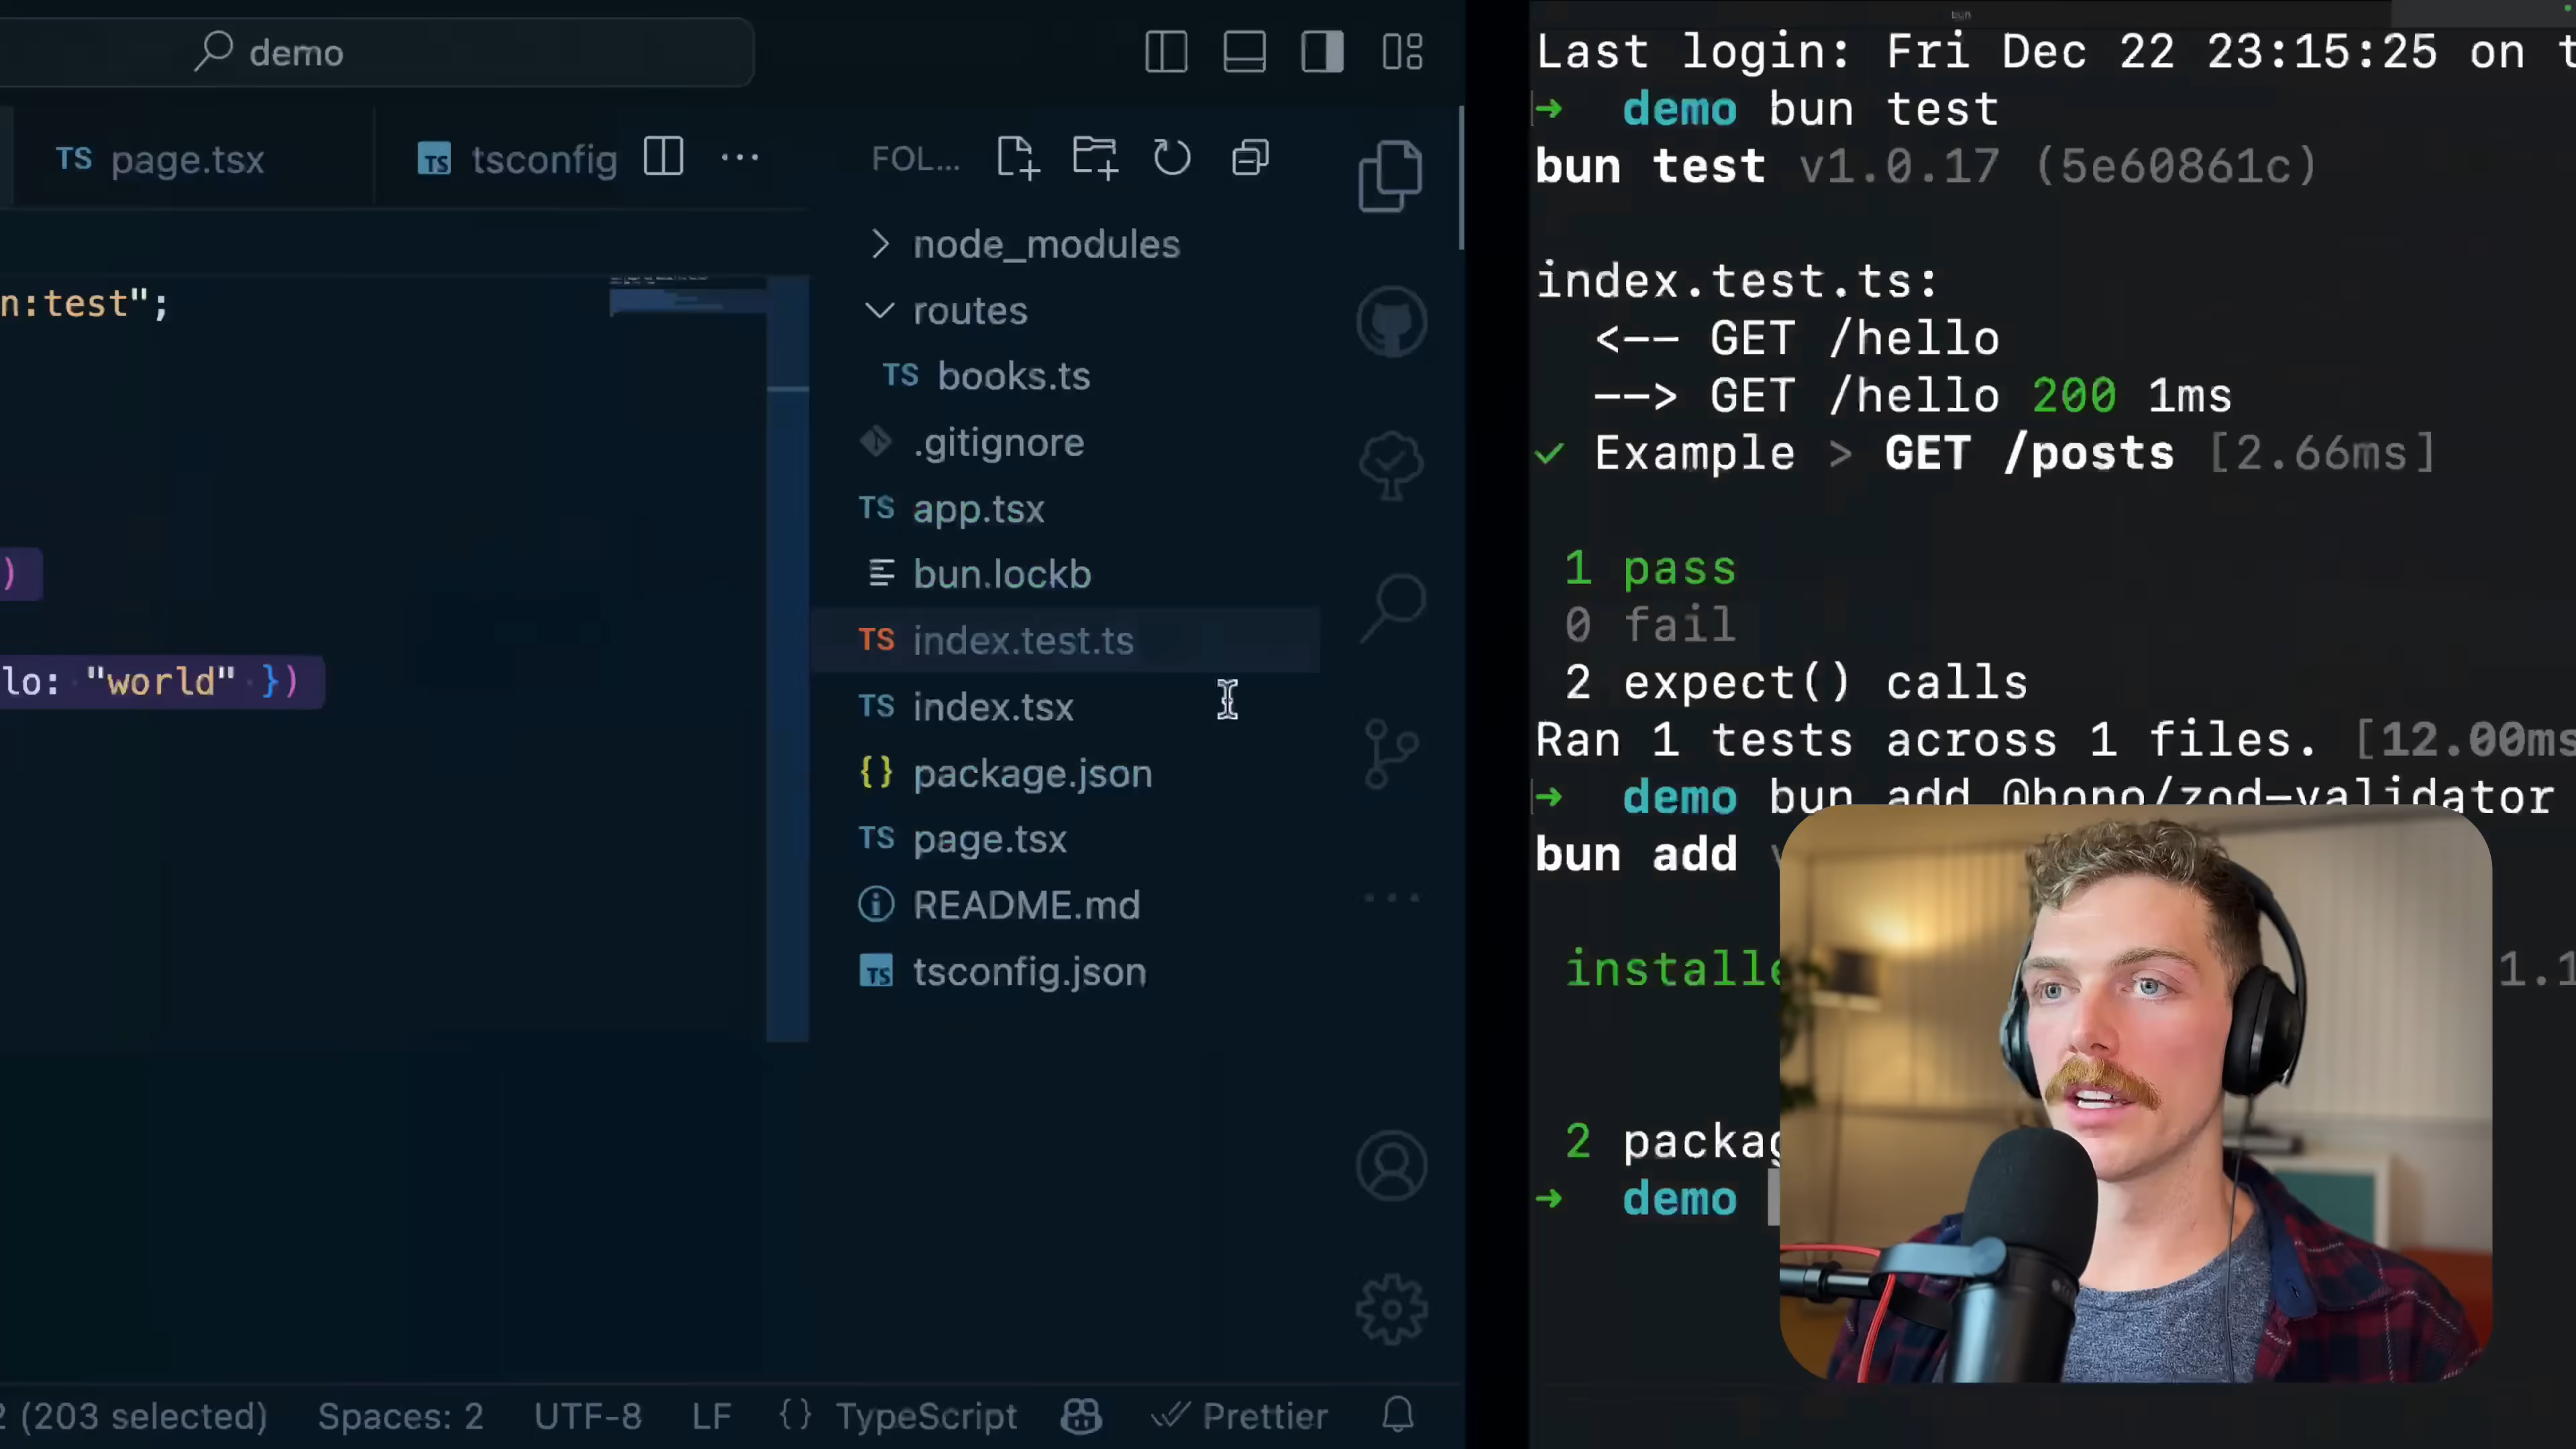 demo
TS page.tsx
TS tsconfig
n:test";
)
lo: "world" })
FOL...
node_modules
routes
TS books.ts
.gitignore
TS app.tsx
bun.lockb
TS index.test.ts
TS index.tsx
{} package.json
TS page.tsx
README.md
TS tsconfig.json
2 (203 selected) Spaces: 2 UTF-8 LF {} TypeScript Prettier
bun
Last login: Fri Dec 22 23:15:25 on t
→ demo bun test
bun test v1.0.17 (5e60861c)
index.test.ts:
<-- GET /hello
--> GET /hello 200 1ms
✓ Example > GET /posts [2.66ms]
1 pass
0 fail
2 expect() calls
Ran 1 tests across 1 files. [12.00ms
→ demo bun add @hono/zod-validator
bun add
installe
1.1
2 packag
→ demo